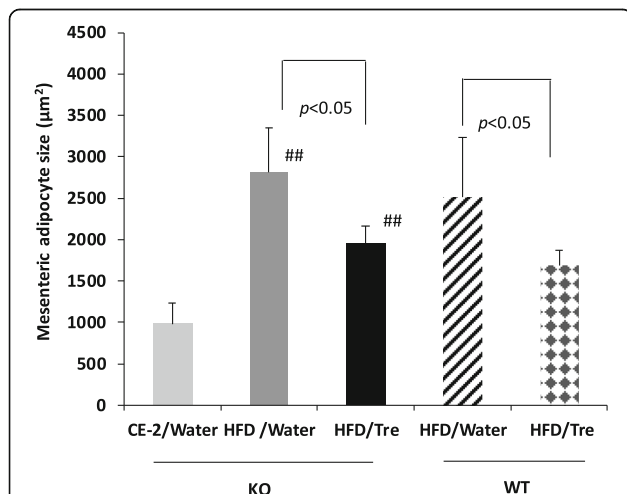 Mesenteric adipocyte size (µm²)
4500
4000
3500
3000
2500
2000
1500
1000
500
0
p<0.05
p<0.05
##
##
CE-2/Water HFD /Water HFD/Tre HFD/Water HFD/Tre
KO WT